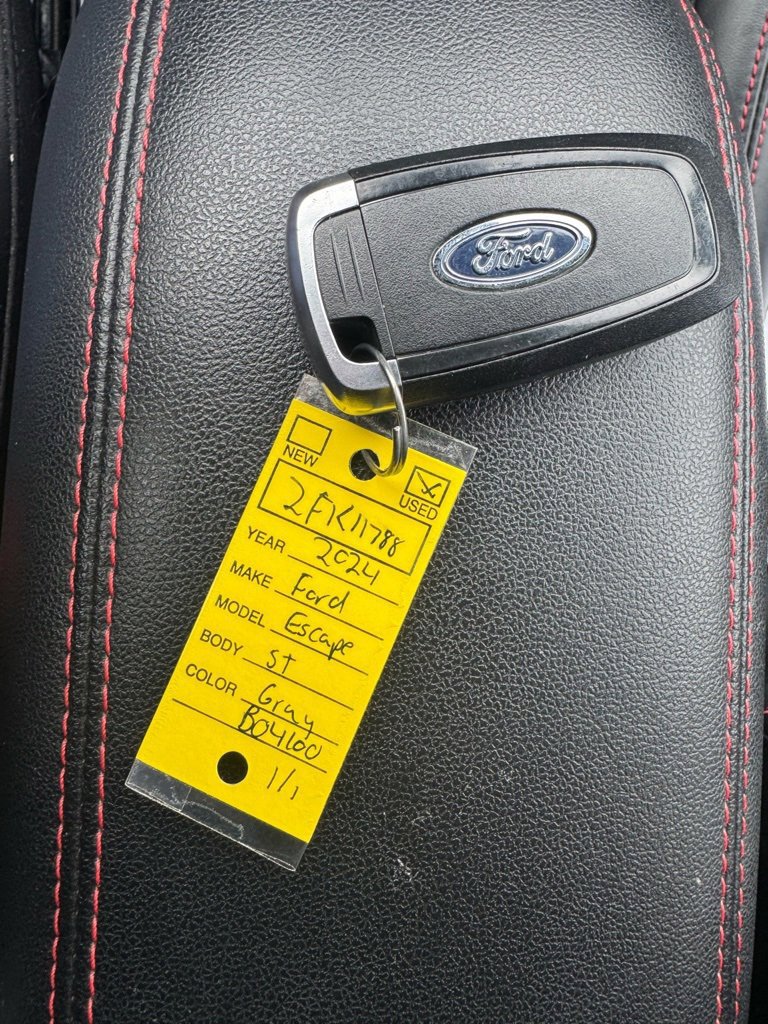 Ford
NEW
USED
2FK11788
YEAR 2024
MAKE Ford
MODEL Escape
BODY St
COLOR Gray
B04100
1/1